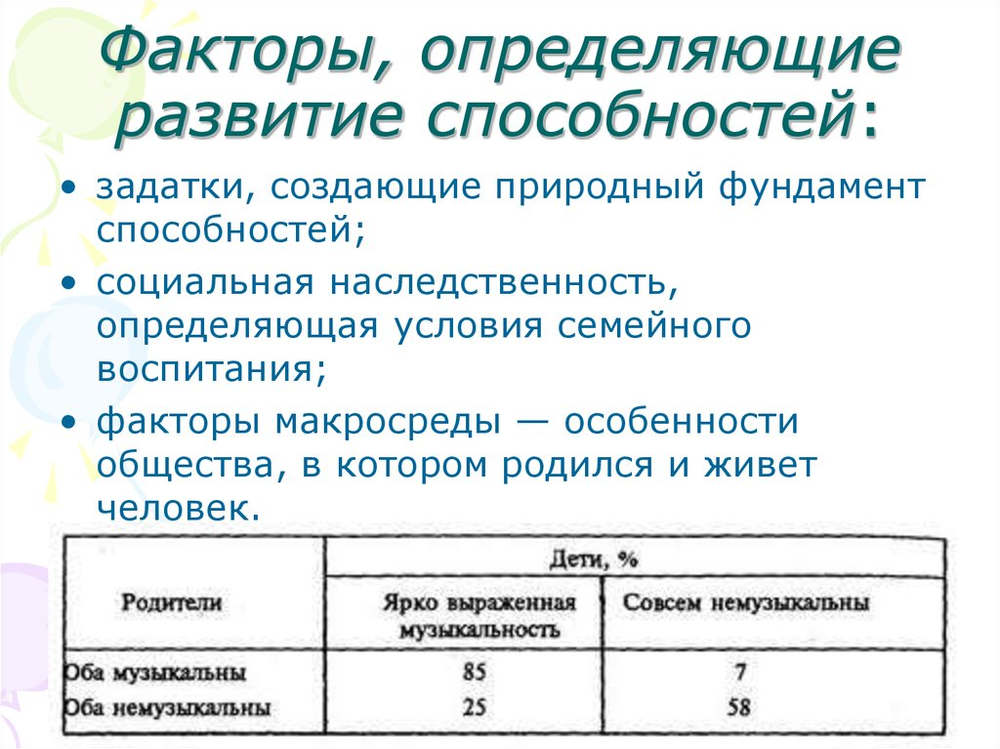 Факторы, определяющие
развитие способностей:
• задатки, создающие природный фундамент
способностей;
• социальная наследственность,
определяющая условия семейного
воспитания;
• факторы макросреды — особенности
общества, в котором родился и живет
человек.
Родители
Дети, %
Ярко выраженная
музыкальность
Совсем немузыкальны
Оба музыкальны 85 7
Оба немузыкальны 25 58